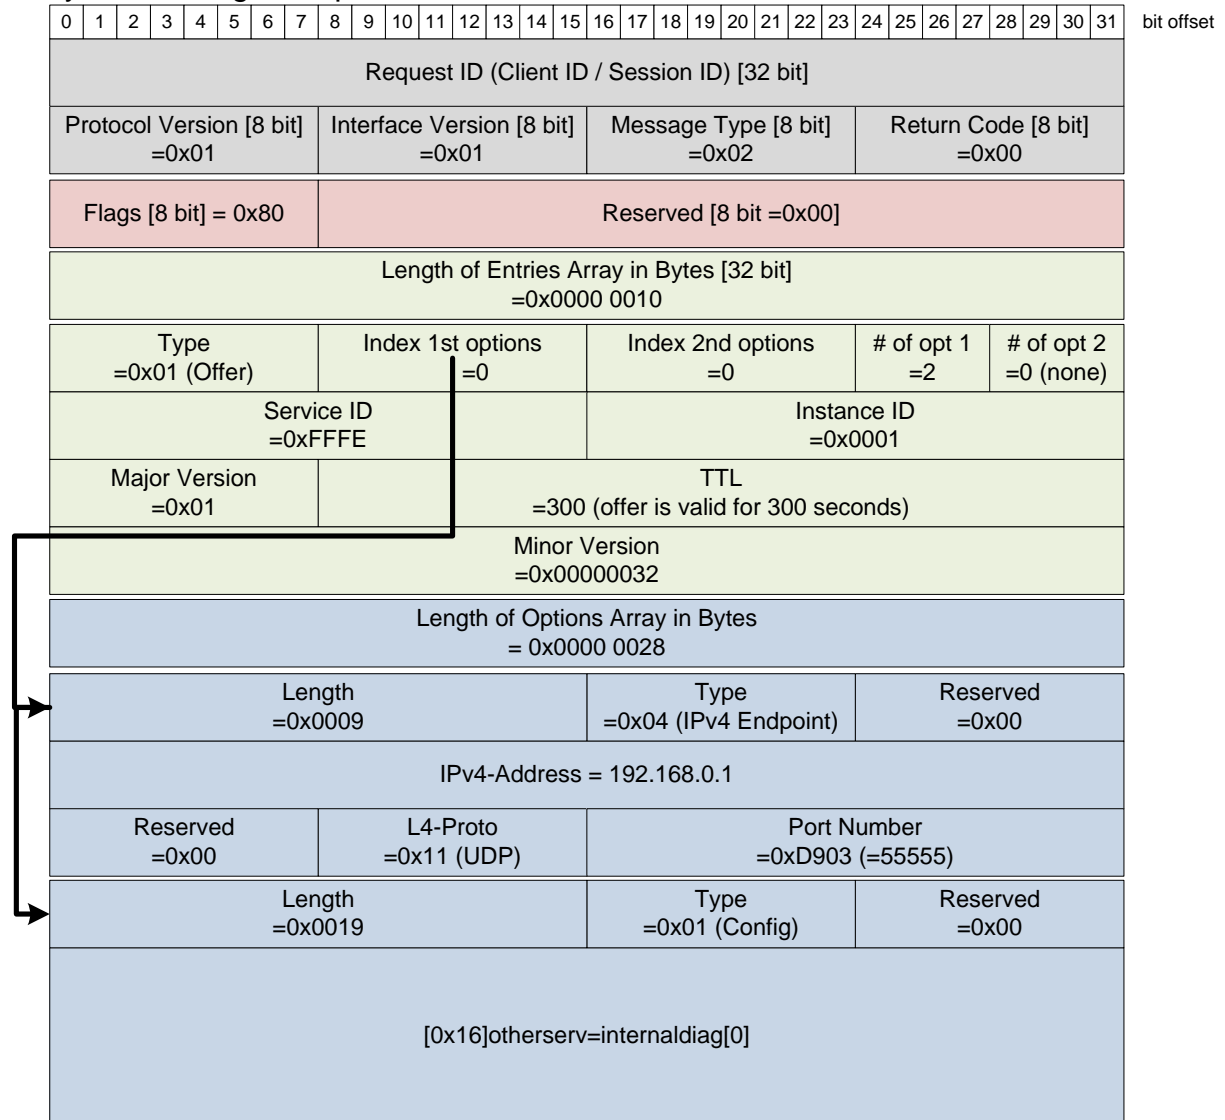 0 1 2 3 4 5 6 7 8 9 10 11 12 13 14 15 16 17 18 19 20 21 22 23 24 25 26 27 28 29 30 31 bit offset
Request ID (Client ID / Session ID) [32 bit]
Protocol Version [8 bit] Interface Version [8 bit] Message Type [8 bit] Return Code [8 bit]
=0x01 =0x01 =0x02 =0x00
Flags [8 bit] = 0x80 Reserved [8 bit =0x00]
Length of Entries Array in Bytes [32 bit]
=0x0000 0010
Type Index 1st options Index 2nd options # of opt 1 # of opt 2
=0x01 (Offer) =0 =0 =2 =0 (none)
Service ID Instance ID
=0xFFFE =0x0001
Major Version TTL
=0x01 =300 (offer is valid for 300 seconds)
Minor Version
=0x00000032
Length of Options Array in Bytes
= 0x0000 0028
Length Type Reserved
=0x0009 =0x04 (IPv4 Endpoint) =0x00
IPv4-Address = 192.168.0.1
Reserved L4-Proto Port Number
=0x00 =0x11 (UDP) =0xD903 (=55555)
Length Type Reserved
=0x0019 =0x01 (Config) =0x00
[0x16]otherserv=internaldiag[0]